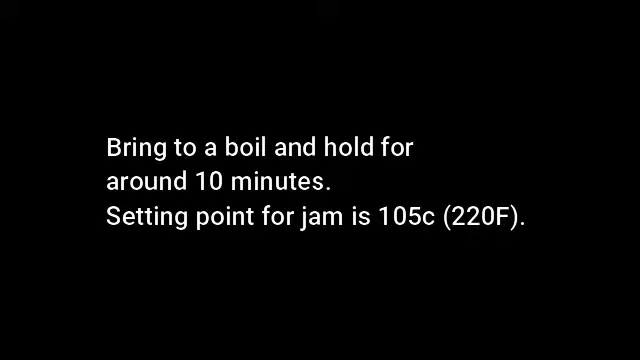 Bring to a boil and hold for
around 10 minutes.
Setting point for jam is 105c (220F).